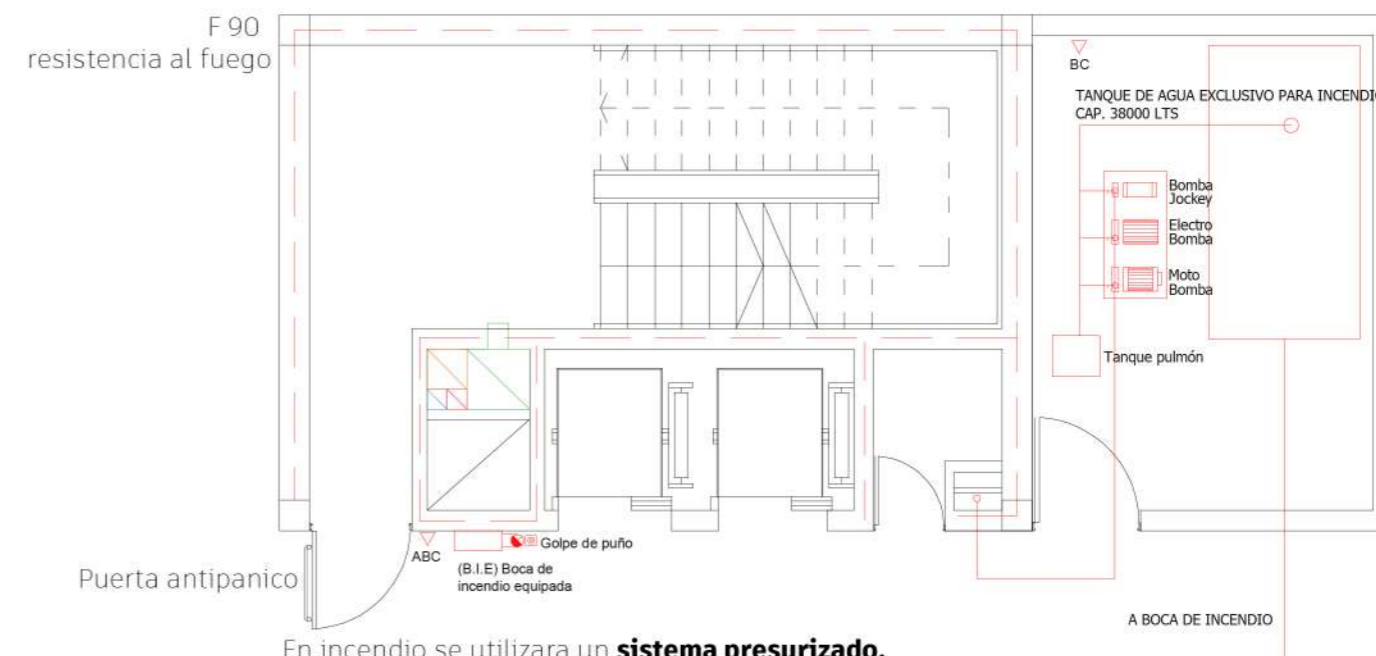 F 90
resistencia al fuego
BC
TANQUE DE AGUA EXCLUSIVO PARA INCENDIO
CAP. 38000 LTS
Bomba
Jockey
Electro
Bomba
Moto
Bomba
Tanque pulmón
ABC
Golpe de puño
(B.I.E) Boca de
incendio equipada
Puerta antipanico
A BOCA DE INCENDIO
En incendio se utilizara un sistema presurizado.